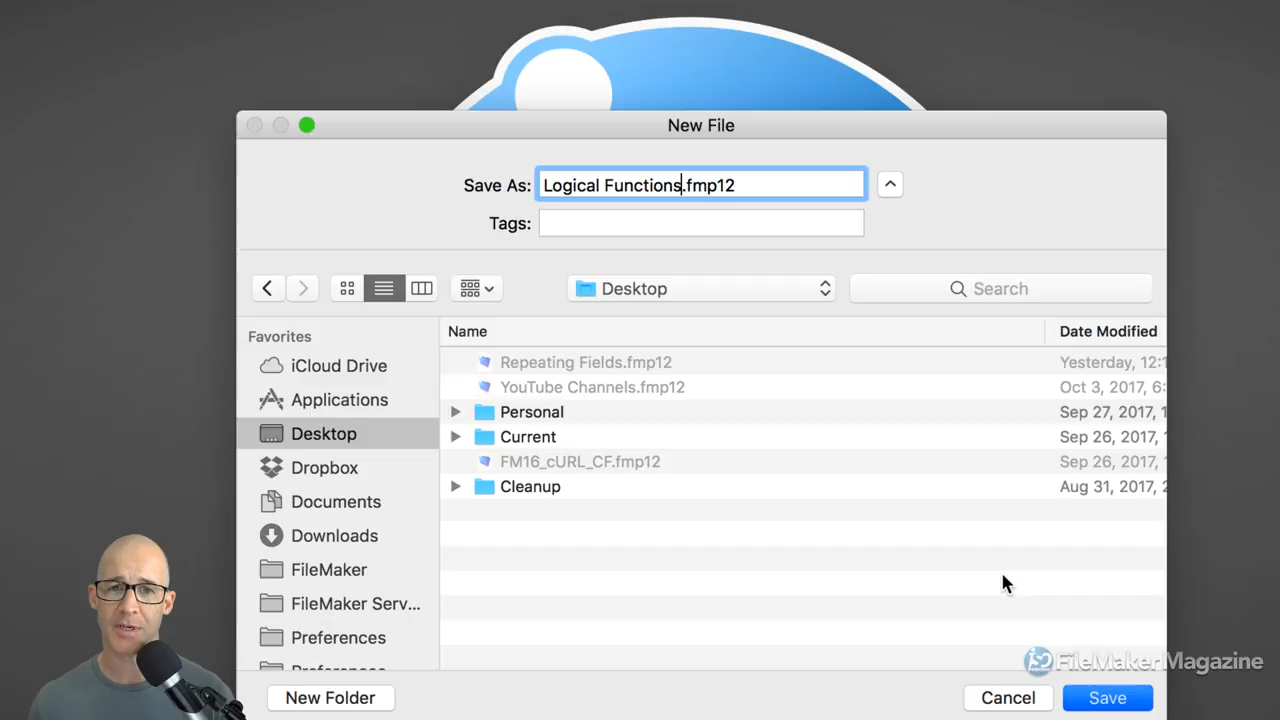 New File
Save As: Logical Functions.fmp12
Tags:
Desktop
Search
Favorites
iCloud Drive
Applications
Desktop
Dropbox
Documents
Downloads
FileMaker
FileMaker Serv...
Preferences
Name
Date Modified
Repeating Fields.fmp12
Yesterday, 12:1
YouTube Channels.fmp12
Oct 3, 2017, 6:
Personal
Sep 27, 2017, 1
Current
Sep 26, 2017, 1
FM16_cURL_CF.fmp12
Sep 26, 2017,
Cleanup
Aug 31, 2017, 2
FileMakerMagazine
New Folder
Cancel
Save